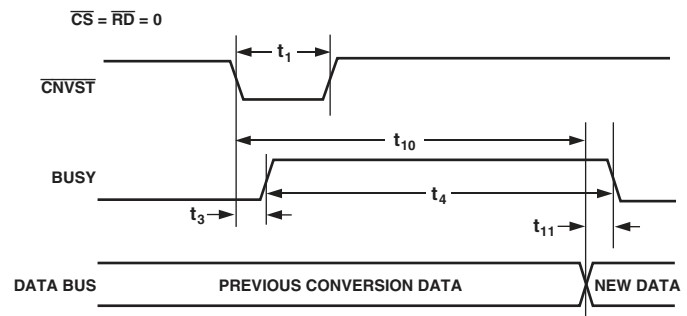 CS = RD = 0
t1
CNVST
t10
BUSY
t4
t3
t11
DATA BUS
PREVIOUS CONVERSION DATA
NEW DATA